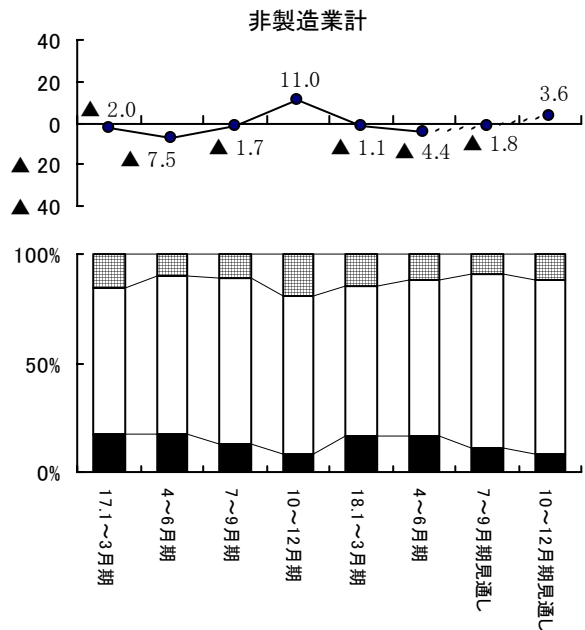 非製造業計
40
20
0
▲ 20
▲ 40
▲ 2.0
▲ 7.5
▲ 1.7
11.0
▲ 1.1
▲ 4.4
▲ 1.8
3.6
100%
50%
0%
17.1～3月期
4～6月期
7～9月期
10～12月期
18.1～3月期
4～6月期
7～9月期見通し
10～12月期見通し